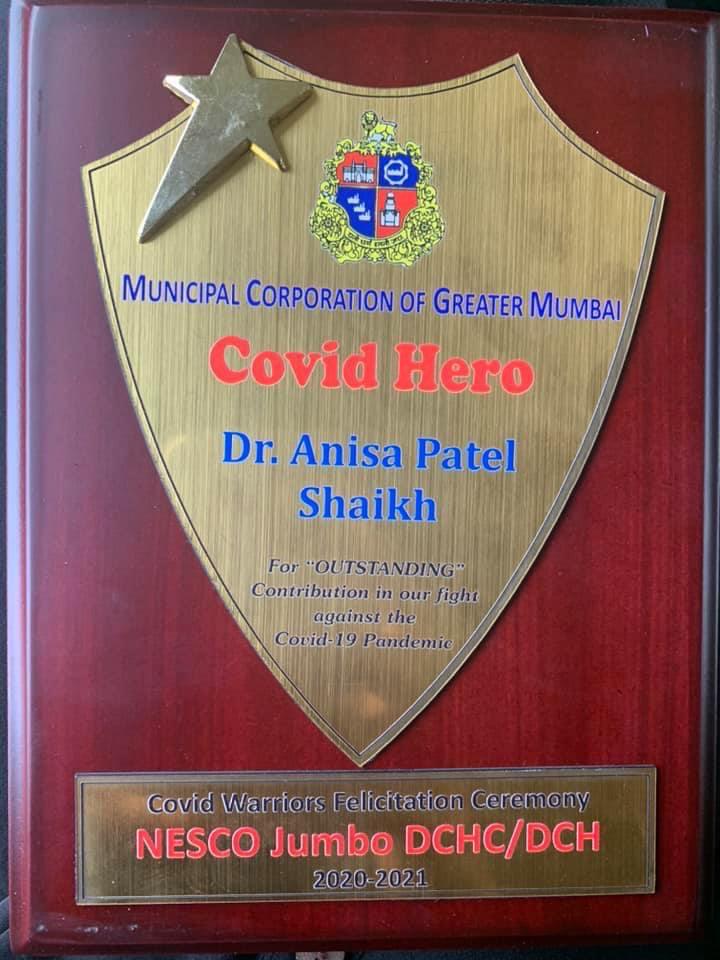 MUNICIPAL CORPORATION OF GREATER MUMBAI
Covid Hero
Dr. Anisa Patel
Shaikh
For "OUTSTANDING"
Contribution in our fight
against the
Covid-19 Pandemic
Covid Warriors Felicitation Ceremony
NESCO Jumbo DCHC/DCH
2020-2021